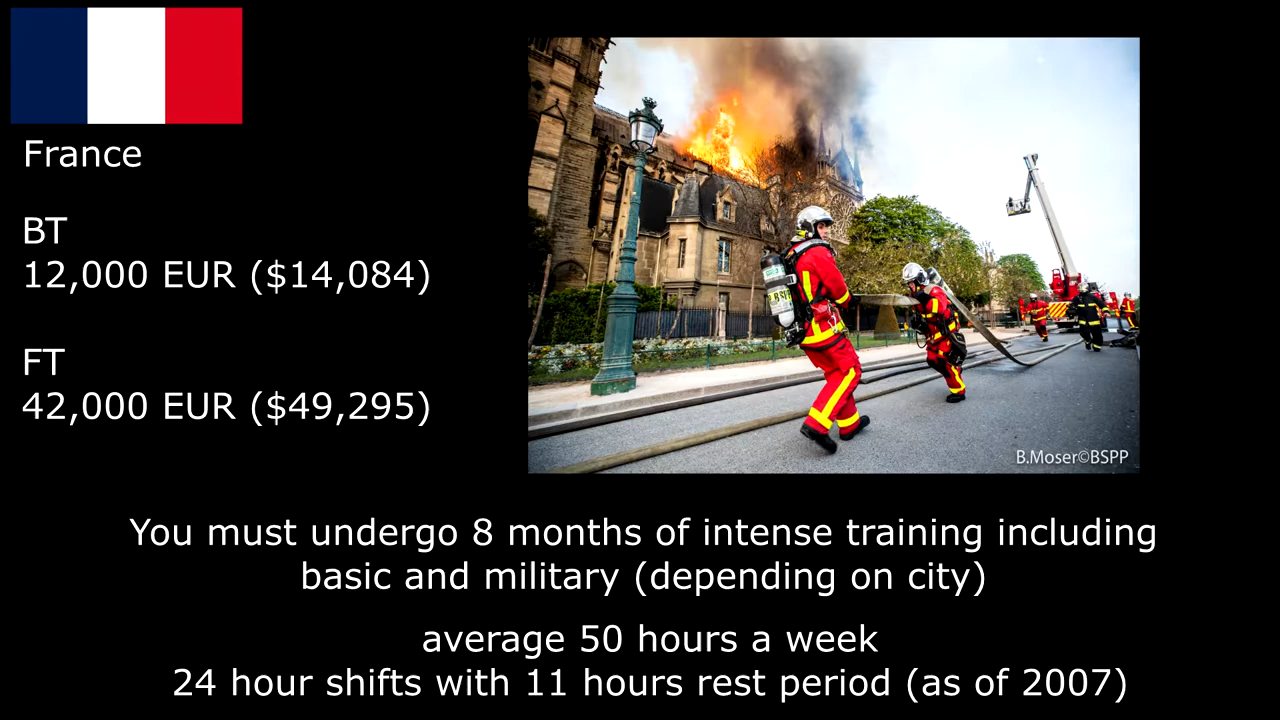 France
BT
12,000 EUR ($14,084)
FT
42,000 EUR ($49,295)
B.Moser©BSPP
You must undergo 8 months of intense training including
basic and military (depending on city)
average 50 hours a week
24 hour shifts with 11 hours rest period (as of 2007)